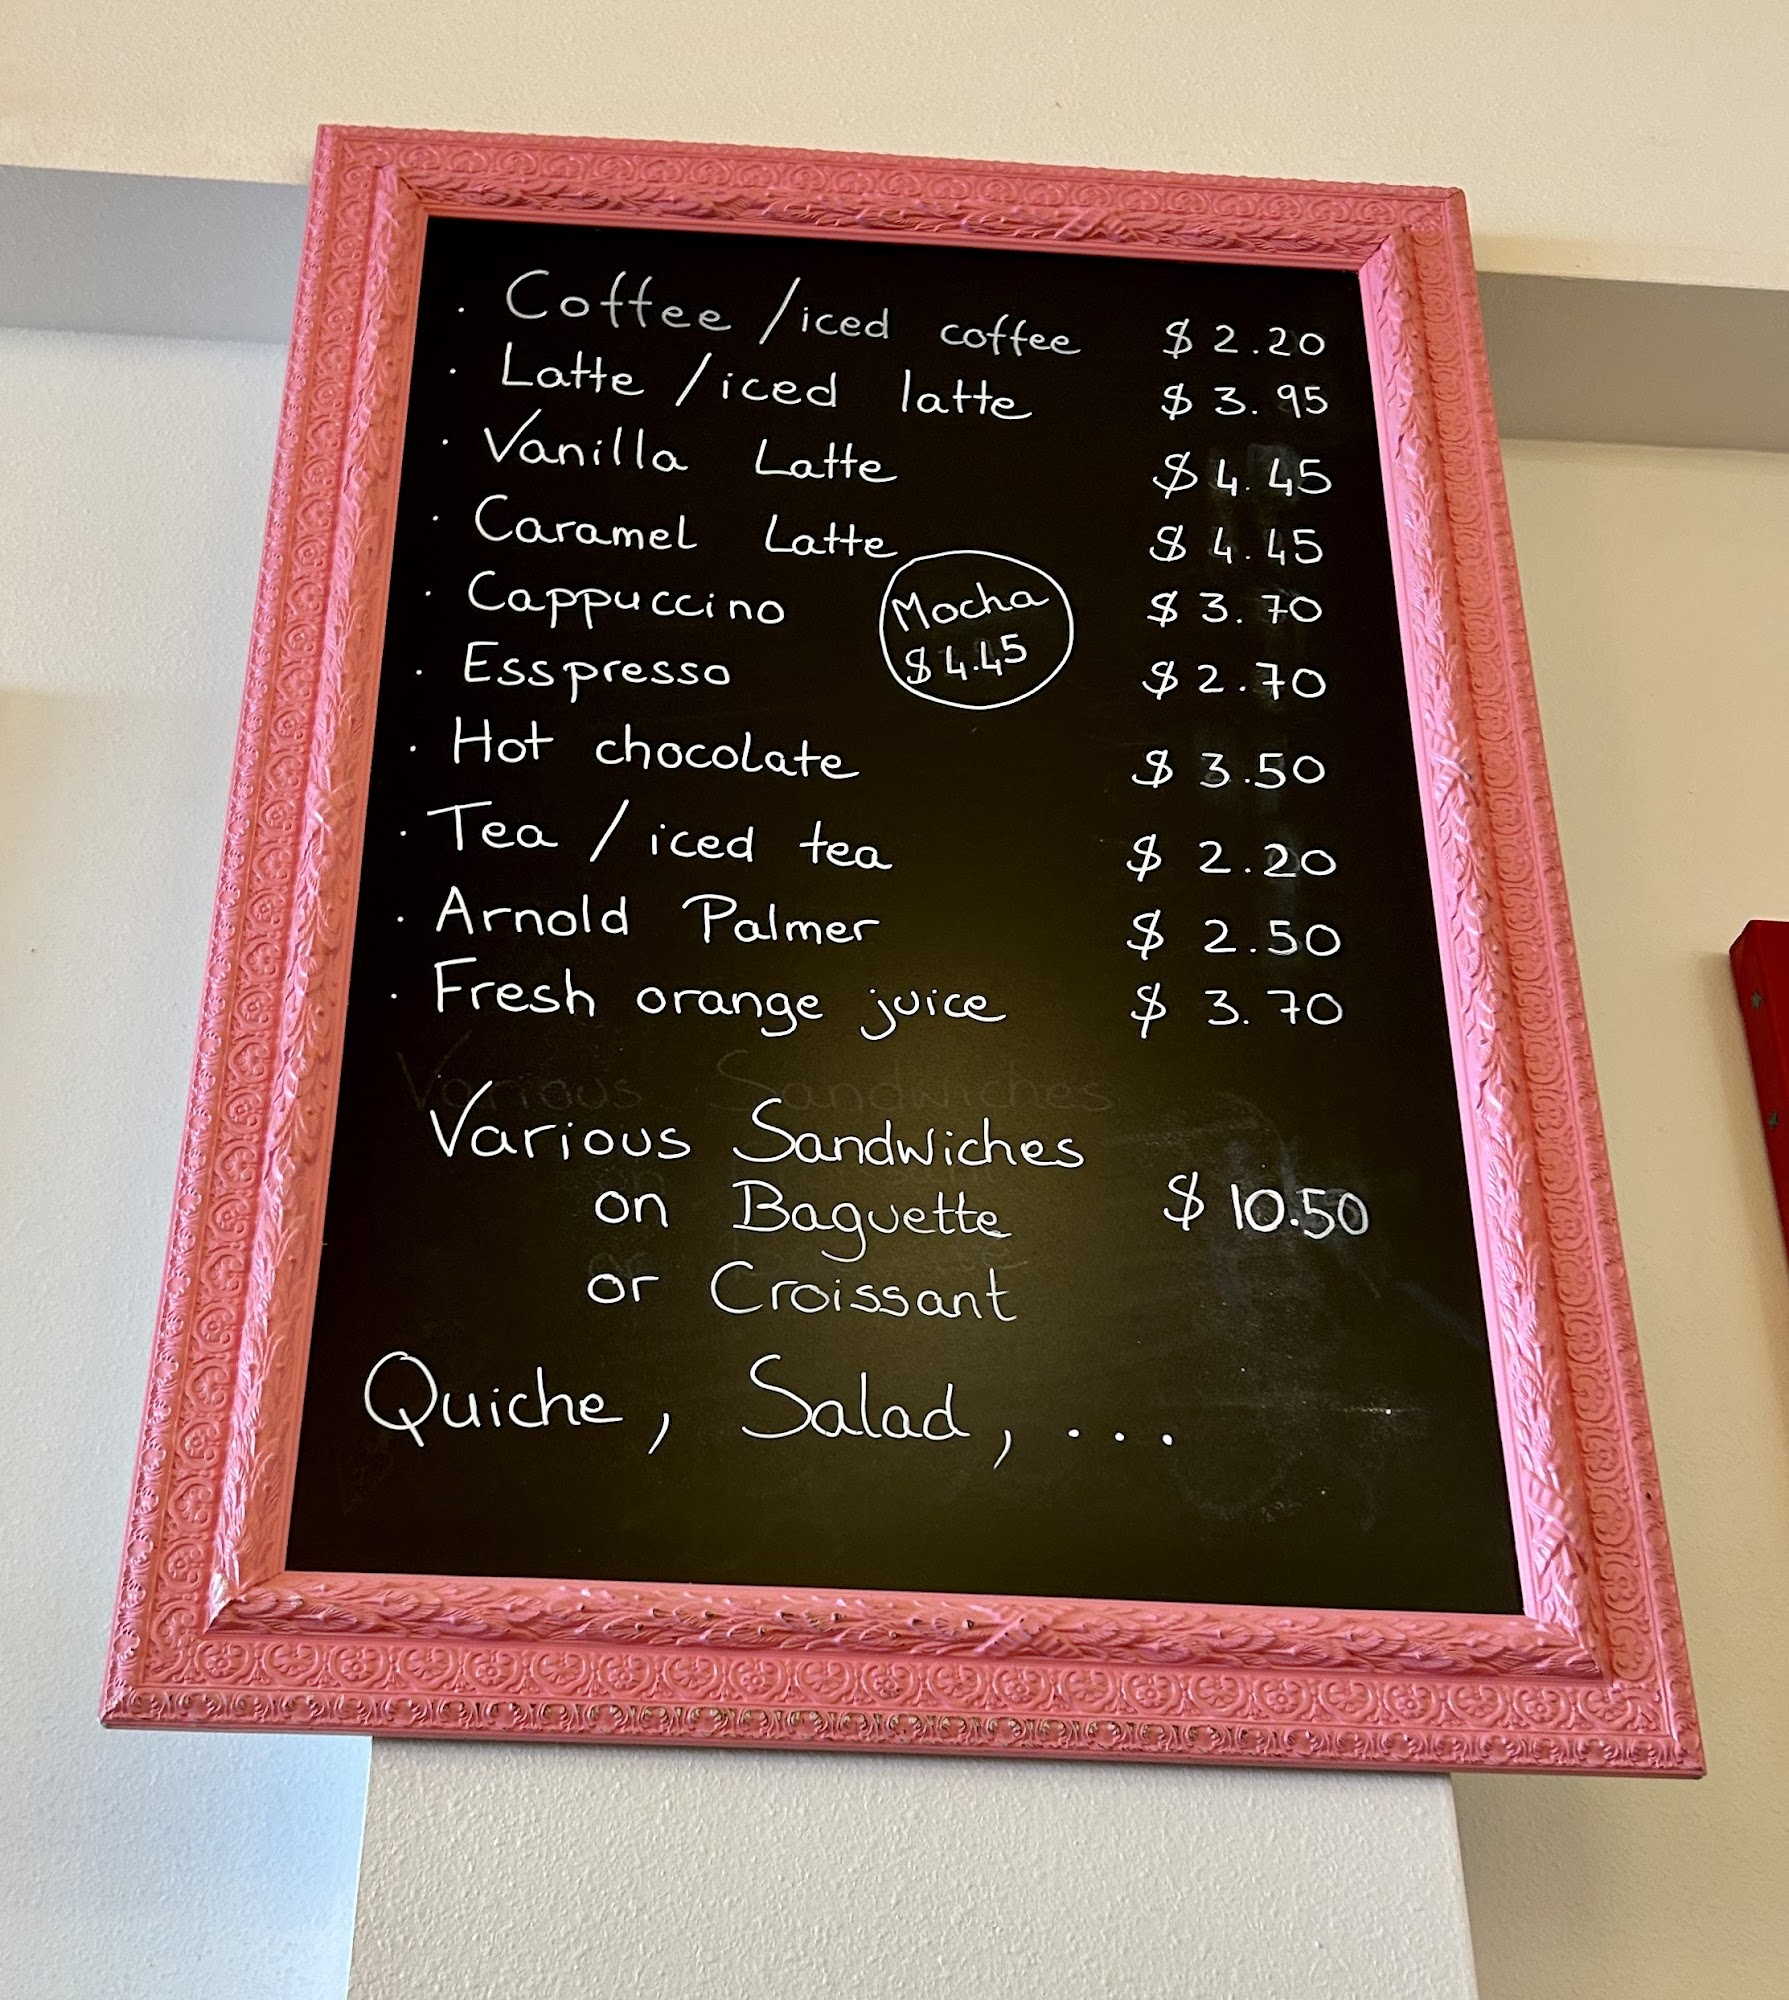 · Coffee / iced coffee $ 2.20
· Latte / iced latte $ 3.95
· Vanilla Latte $ 4.45
· Caramel Latte $ 4.45
· Cappuccino $ 3.70
Mocha
$ 4.45
· Esspresso $ 2.70
· Hot chocolate $ 3.50
· Tea / iced tea $ 2.20
· Arnold Palmer $ 2.50
· Fresh orange juice $ 3.70
Various Sandwiches
Various Sandwiches
on Baguette $ 10.50
or Croissant
Quiche, Salad, ...